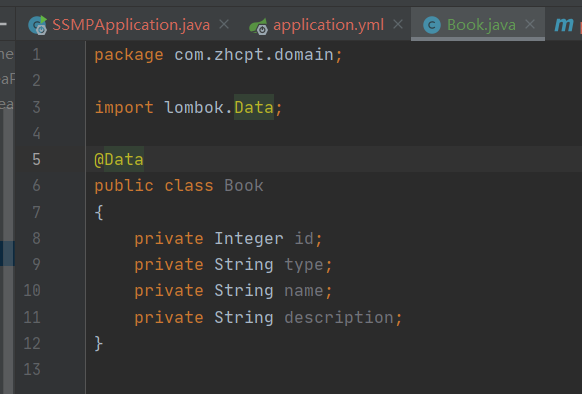 SSMPApplication.java × application.yml × Book.java × m
1 package com.zhcpt.domain;
2
3 import lombok.Data;
4
5 @Data
6 public class Book
7 {
8 private Integer id;
9 private String type;
10 private String name;
11 private String description;
12 }
13